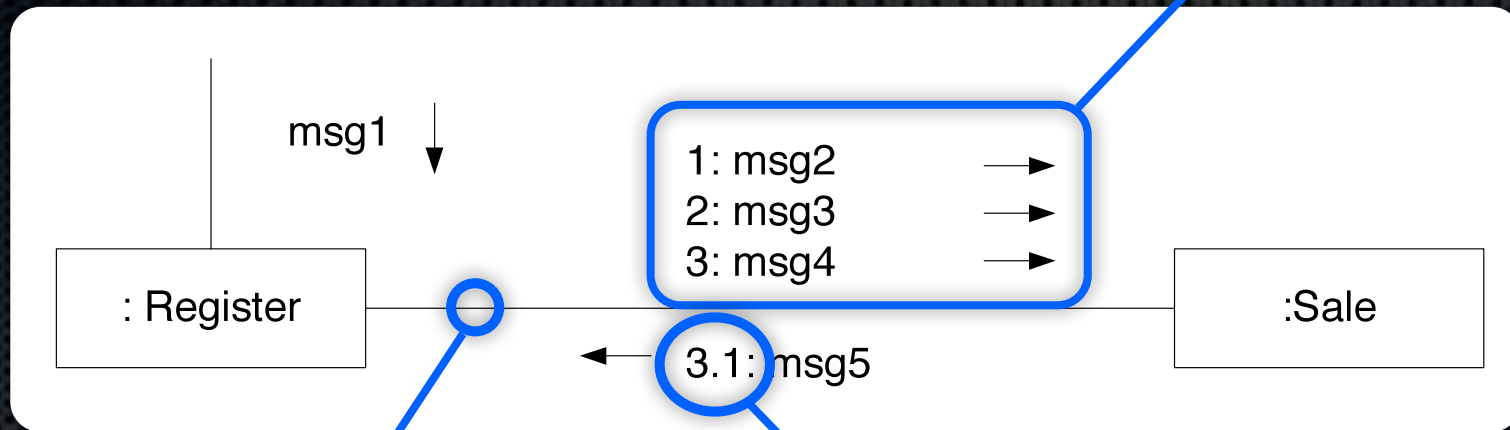 msg1
1: msg2
2: msg3
3: msg4
: Register
:Sale
3.1: msg5